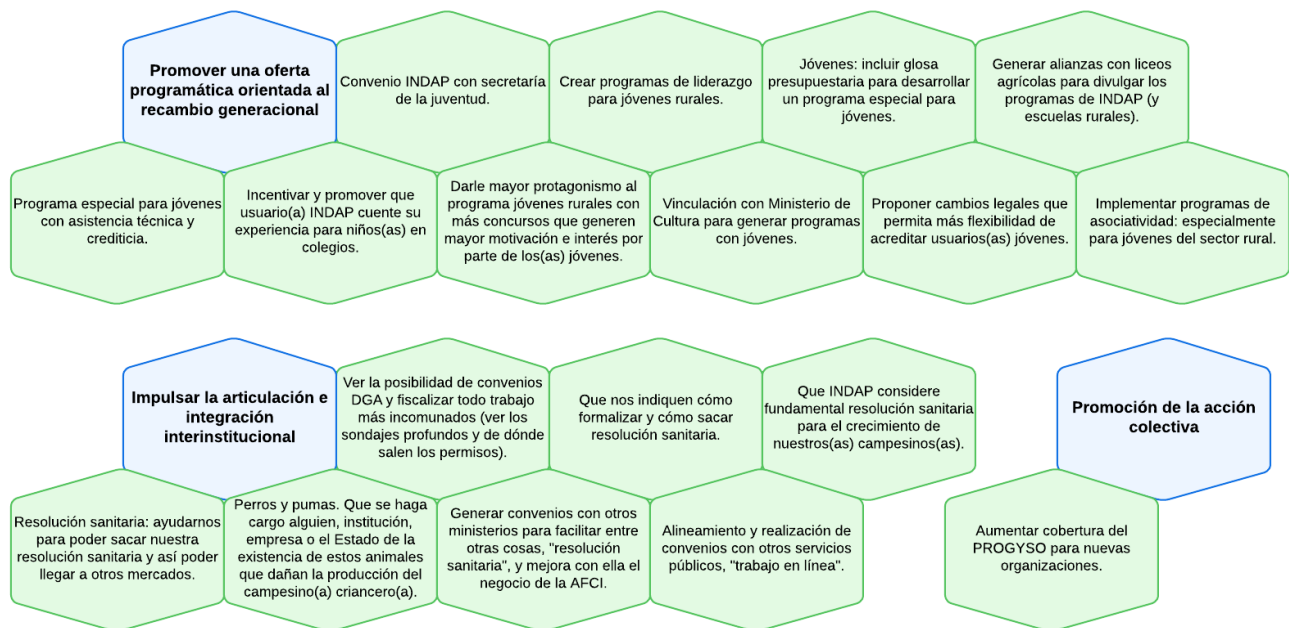 Promover una oferta
programática orientada al
recambio generacional
Convenio INDAP con secretaría
de la juventud.
Crear programas de liderazgo
para jóvenes rurales.
Jóvenes: incluir glosa
presupuestaria para desarrollar
un programa especial para
jóvenes.
Generar alianzas con liceos
agrícolas para divulgar los
programas de INDAP (y
escuelas rurales).
Programa especial para jóvenes
con asistencia técnica y
crediticia.
Incentivar y promover que
usuario(a) INDAP cuente su
experiencia para niños(as) en
colegios.
Darle mayor protagonismo al
programa jóvenes rurales con
más concursos que generen
mayor motivación e interés por
parte de los(as) jóvenes.
Vinculación con Ministerio de
Cultura para generar programas
con jóvenes.
Proponer cambios legales que
permita más flexibilidad de
acreditar usuarios(as) jóvenes.
Implementar programas de
asociatividad: especialmente
para jóvenes del sector rural.
Impulsar la articulación e
integración
interinstitucional
Ver la posibilidad de convenios
DGA y fiscalizar todo trabajo
más incomunados (ver los
sondajes profundos y de dónde
salen los permisos).
Que nos indiquen cómo
formalizar y cómo sacar
resolución sanitaria.
Que INDAP considere
fundamental resolución sanitaria
para el crecimiento de
nuestros(as) campesinos(as).
Promoción de la acción
colectiva
Resolución sanitaria: ayudarnos
para poder sacar nuestra
resolución sanitaria y así poder
llegar a otros mercados.
Perros y pumas. Que se haga
cargo alguien, institución,
empresa o el Estado de la
existencia de estos animales
que dañan la producción del
campesino(a) criancero(a).
Generar convenios con otros
ministerios para facilitar entre
otras cosas, "resolución
sanitaria", y mejora con ella el
el negocio de la AFCI.
Alineamiento y realización de
convenios con otros servicios
públicos, "trabajo en línea".
Aumentar cobertura del
PROGYSO para nuevas
organizaciones.